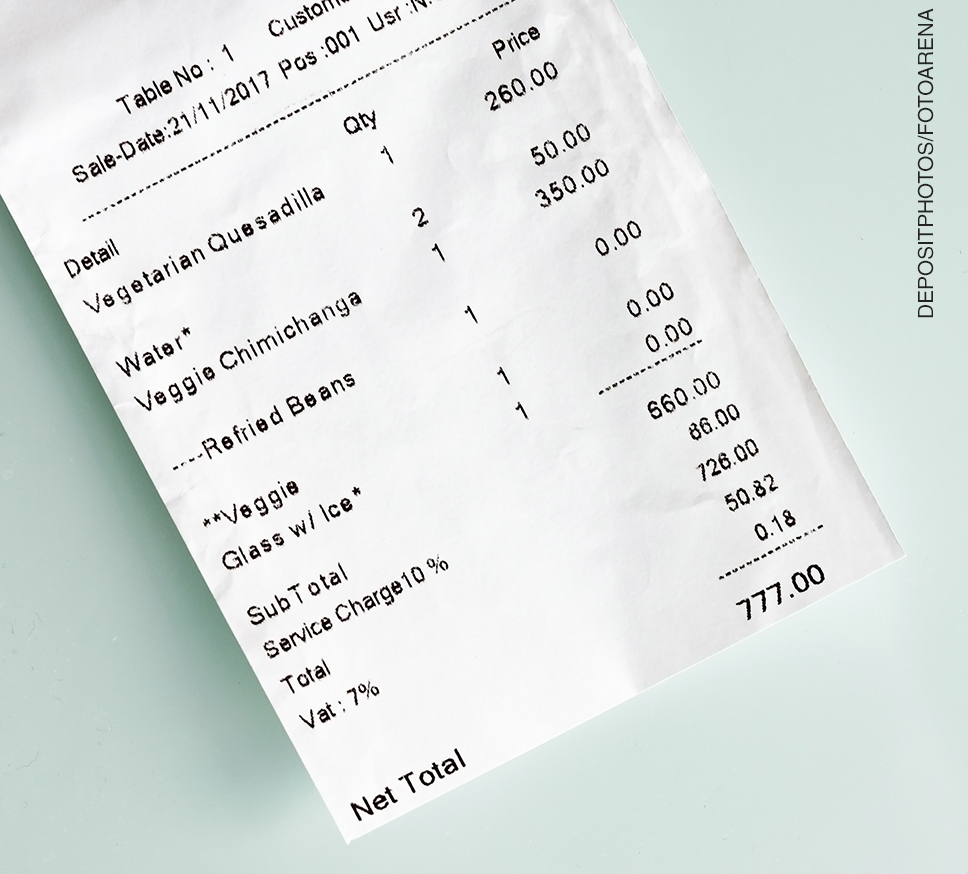 Table No : 1
Sale-Date:21/11/2017 Pos :001 Usr :N
Detail Qty Price
Vegetarian Quesadilla 1 260.00
Water* 2 50.00
Veggie Chimichanga 1 350.00
----Refried Beans 1 0.00
**Veggie 1 0.00
Glass w/ Ice* 1 0.00
SubTotal 660.00
Service Charge10 % 66.00
Total 726.00
Vat : 7% 50.82
0.18
Net Total 777.00
DEPOSITPHOTOS/FOTOARENA